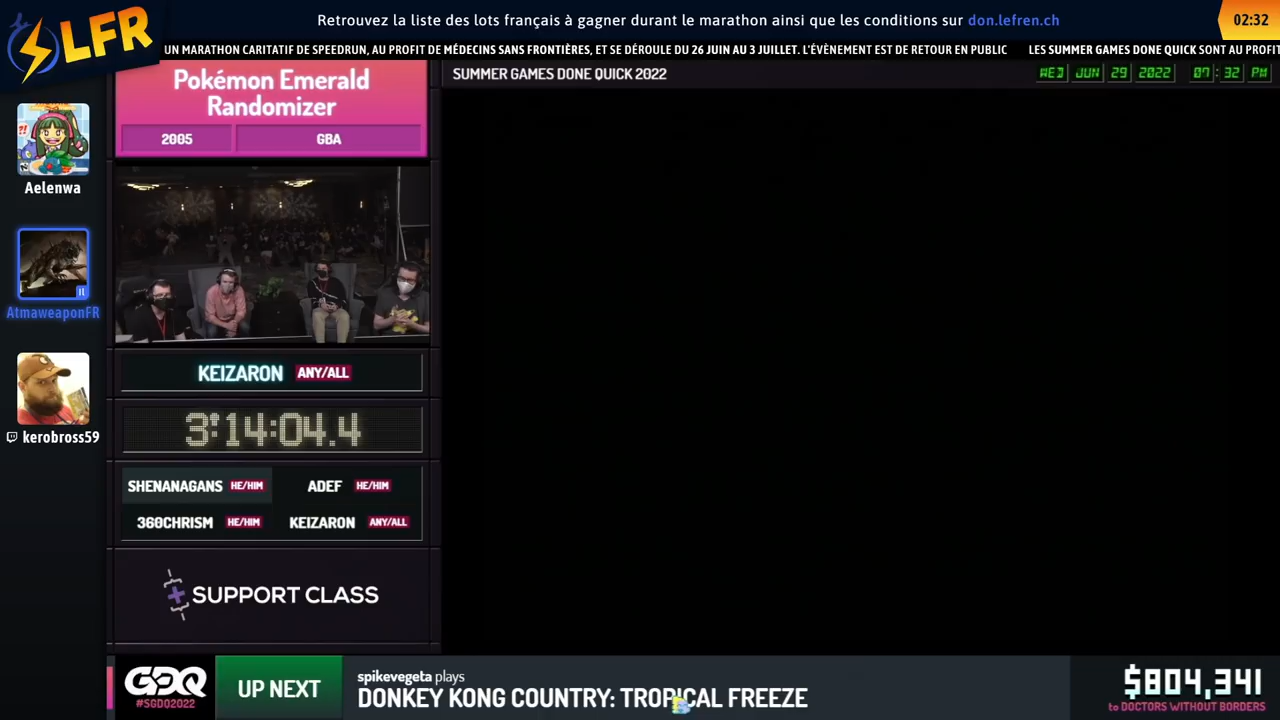 LFR
Retrouvez la liste des lots français à gagner durant le marathon ainsi que les conditions sur don.lefren.ch
02:32
UN MARATHON CARITATIF DE SPEEDRUN, AU PROFIT DE MÉDECINS SANS FRONTIÈRES, ET SE DÉROULE DU 26 JUIN AU 3 JUILLET. L'ÉVÈNEMENT EST DE RETOUR EN PUBLIC LES SUMMER GAMES DONE QUICK SONT AU PROFIT
Pokémon Emerald
Randomizer
2005 GBA
SUMMER GAMES DONE QUICK 2022
WED JUN 29 2022 07:32 PM
Aelenwa
AtmaweaponFR
kerobross59
KEIZARON ANY/ALL
3:14:04.4
SHENANAGANS HE/HIM ADEF HE/HIM
360CHRISM HE/HIM KEIZARON ANY/ALL
SUPPORT CLASS
GDQ
#SGDQ2022
UP NEXT
spikevegeta plays
DONKEY KONG COUNTRY: TROPICAL FREEZE
$804,341
to DOCTORS WITHOUT BORDERS